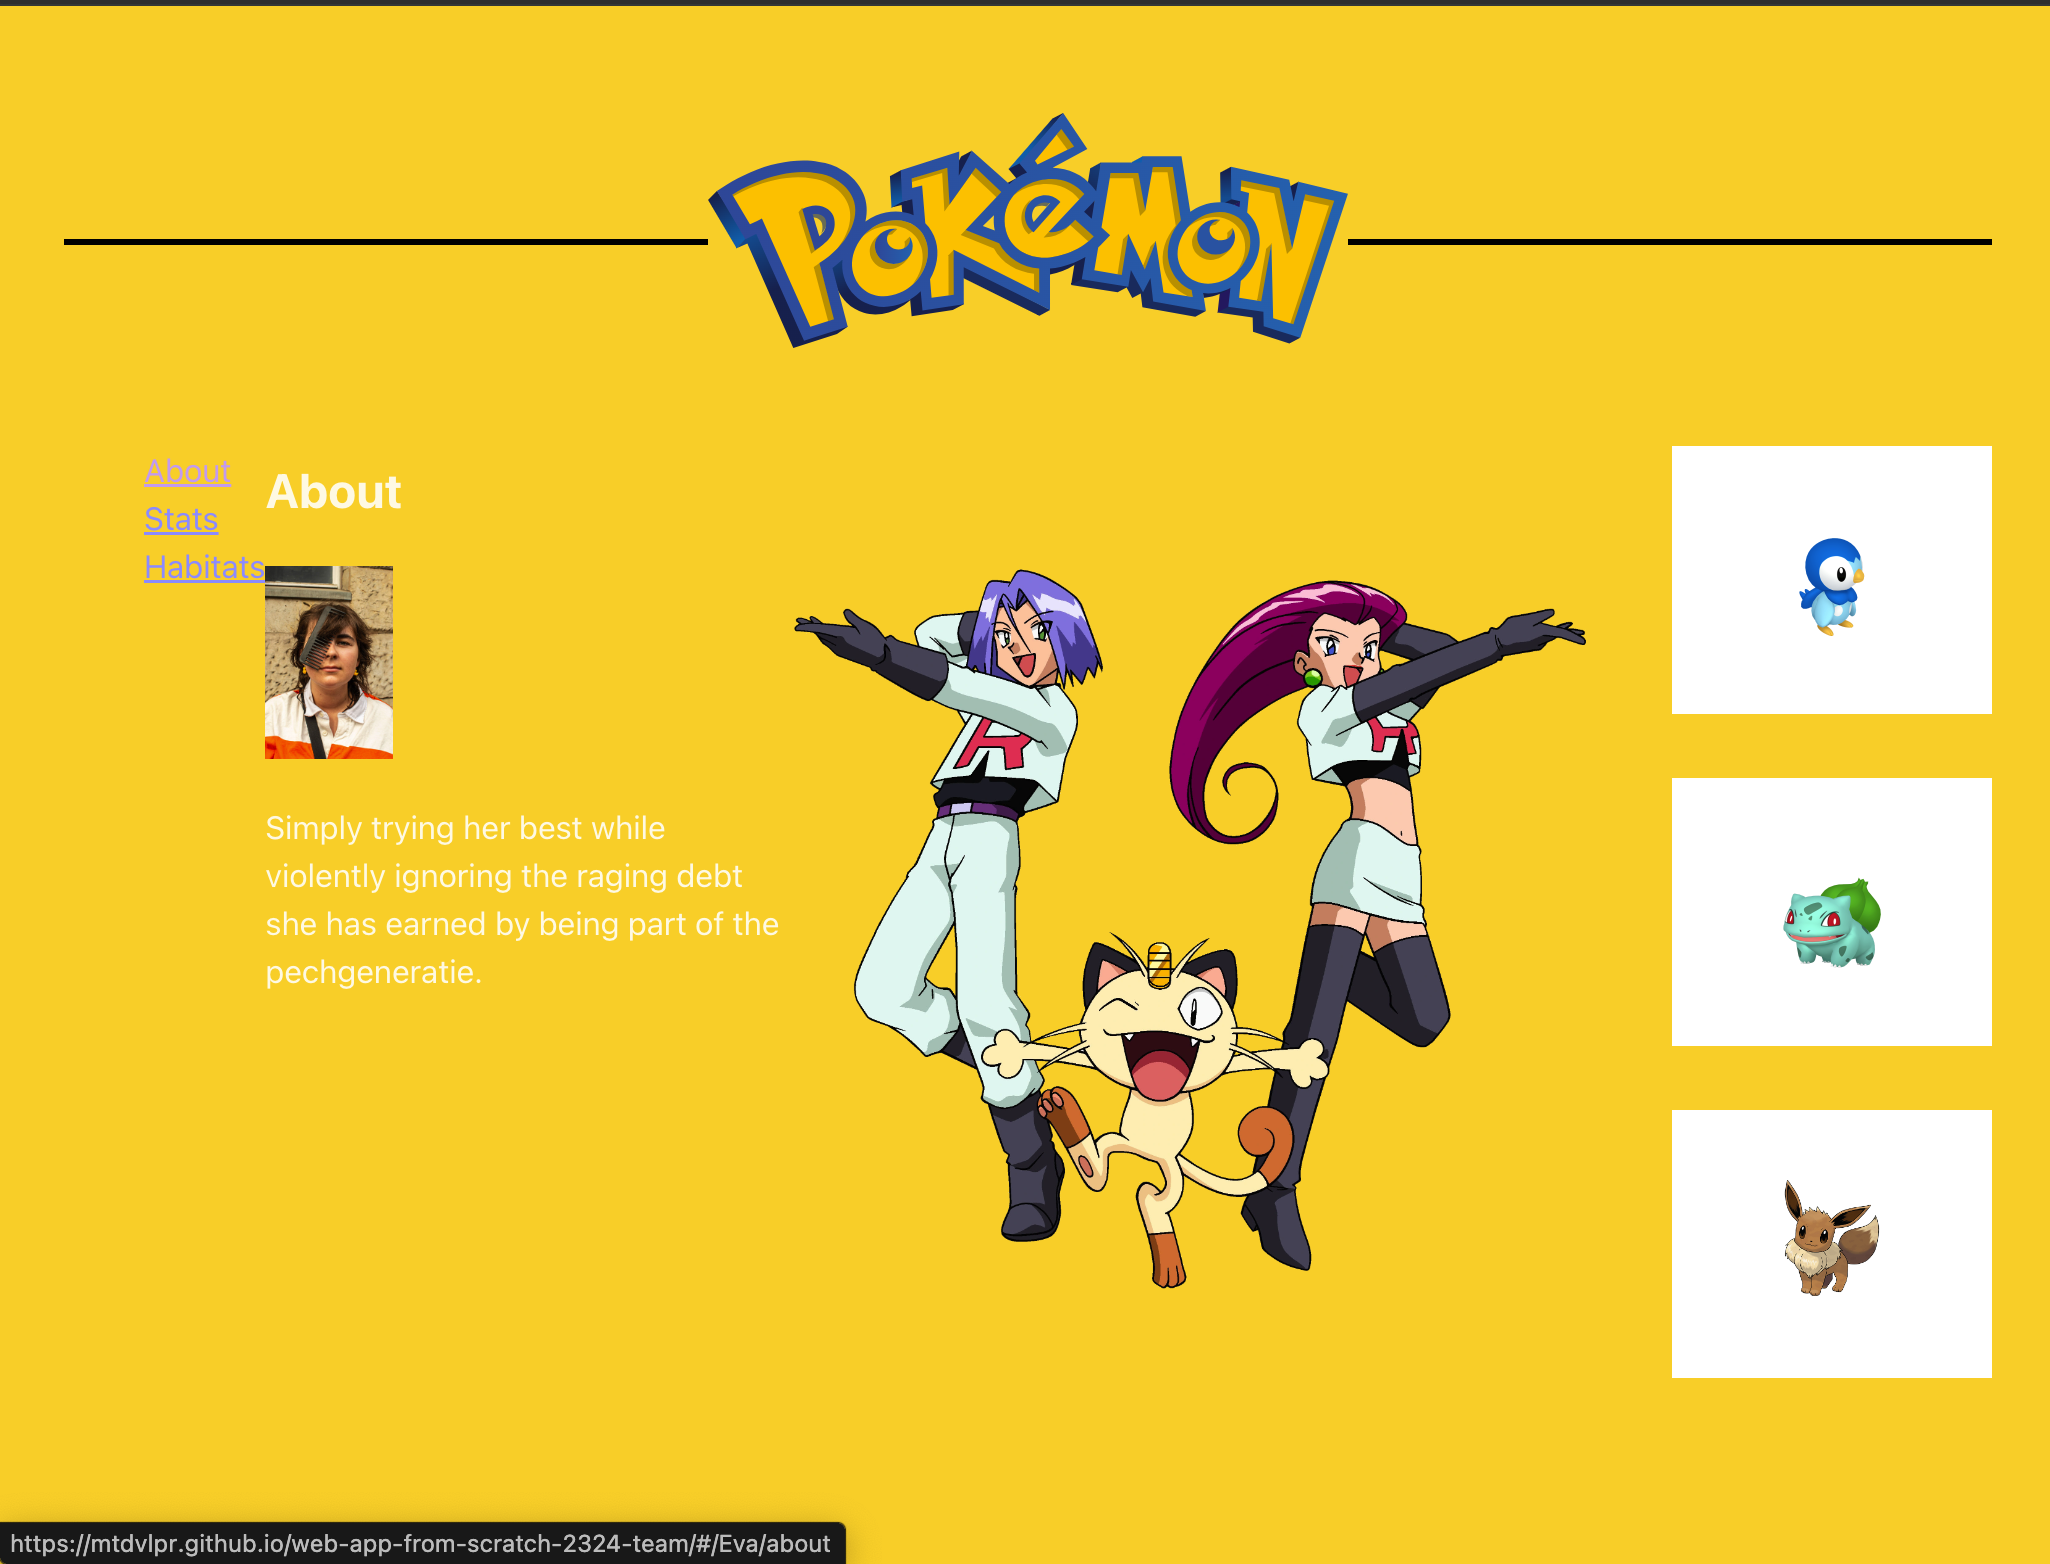 POKéMON
About
Stats
Habitats
About
Simply trying her best while
violently ignoring the raging debt
she has earned by being part of the
pechgeneratie.
R
R
https://mtdvlpr.github.io/web-app-from-scratch-2324-team/#/Eva/about